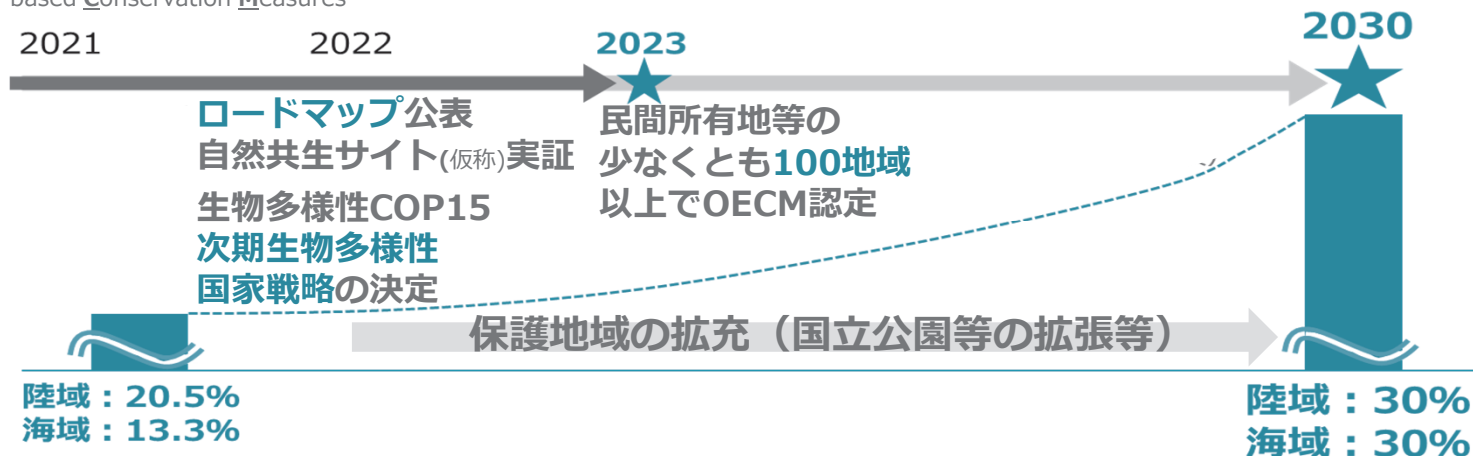 based Conservation Measures
2021
2022
2023
2030
ロードマップ公表
自然共生サイト(仮称)実証
生物多様性COP15
次期生物多様性
国家戦略の決定
民間所有地等の
少なくとも100地域
以上でOECM認定
保護地域の拡充（国立公園等の拡張等）
陸域：20.5%
海域：13.3%
陸域：30%
海域：30%